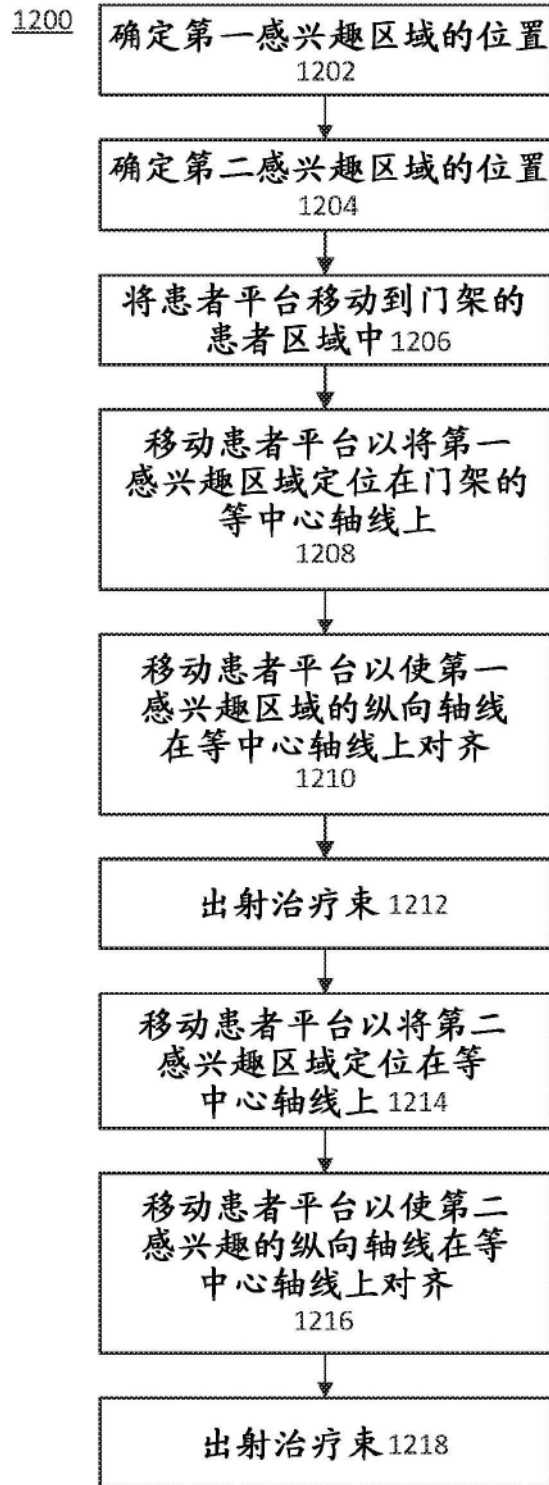 1200
确定第一感兴趣区域的位置
1202
确定第二感兴趣区域的位置
1204
将患者平台移动到门架的
患者区域中1206
移动患者平台以将第一
感兴趣区域定位在门架的
等中心轴线上
1208
移动患者平台以使第一
感兴趣区域的纵向轴线
在等中心轴线上对齐
1210
出射治疗束 1212
移动患者平台以将第二
感兴趣区域定位在等
中心轴线上1214
移动患者平台以使第二
感兴趣的纵向轴线在等
中心轴线上对齐
1216
出射治疗束1218